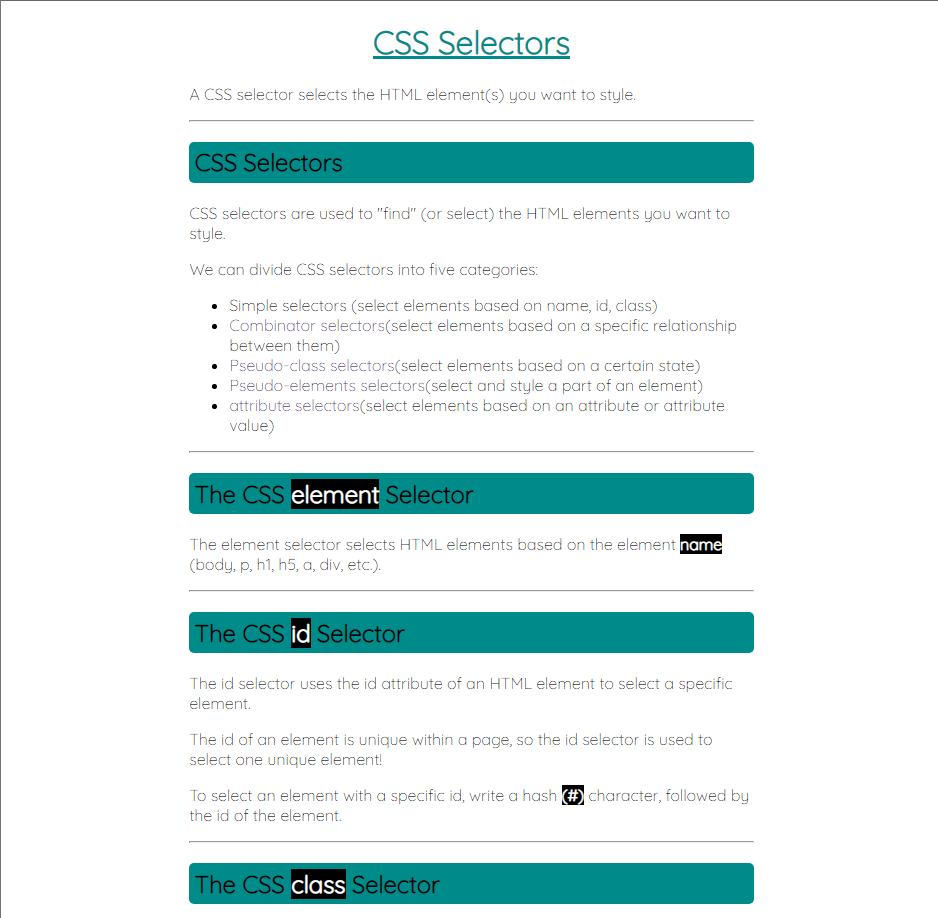 CSS Selectors
A CSS selector selects the HTML element(s) you want to style.
CSS Selectors
CSS selectors are used to "find" (or select) the HTML elements you want to
style.
We can divide CSS selectors into five categories:
Simple selectors (select elements based on name, id, class)
Combinator selectors(select elements based on a specific relationship
between them)
Pseudo-class selectors(select elements based on a certain state)
Pseudo-elements selectors(select and style a part of an element)
attribute selectors(select elements based on an attribute or attribute
value)
The CSS element Selector
The element selector selects HTML elements based on the element name
(body, p, h1, h5, a, div, etc.).
The CSS id Selector
The id selector uses the id attribute of an HTML element to select a specific
element.
The id of an element is unique within a page, so the id selector is used to
select one unique element!
To select an element with a specific id, write a hash (#) character, followed by
the id of the element.
The CSS class Selector